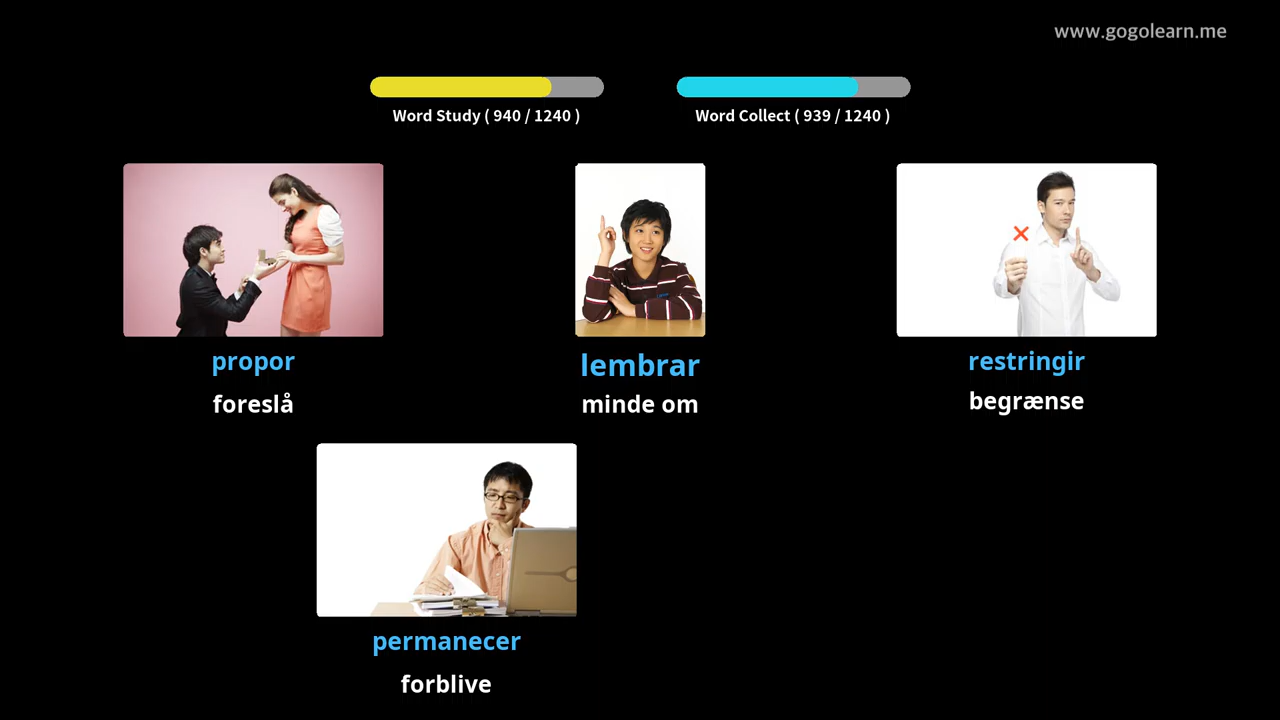 www.gogolearn.me
Word Study ( 940 / 1240 )
Word Collect ( 939 / 1240 )
propor
lembrar
restringir
foreslå
minde om
begrænse
permanecer
forblive